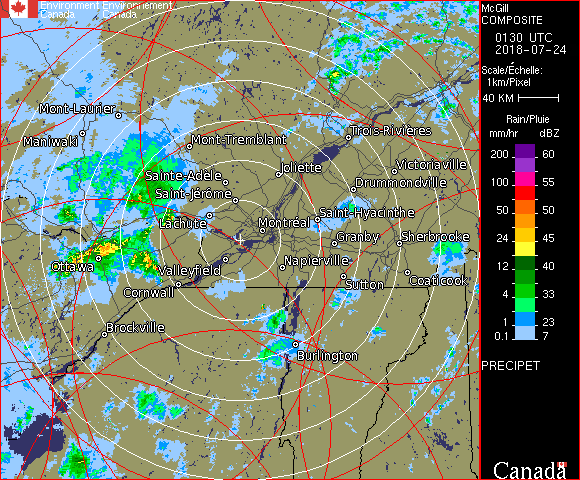 Environment Environnement
Canada Canada
Mont-Laurier
Maniwaki
Mont-Tremblant
Trois-Rivières
Joliette
Victoriaville
Sainte-Adèle
Drummondville
Saint-Jérôme
Lachute
Saint-Hyacinthe
Montréal
Granby
Sherbrooke
Ottawa
Valleyfield
Napierville
Cornwall
Sutton
Coaticook
Brockville
Burlington
McGill
COMPOSITE
0130 UTC
2018-07-24
Scale/Échelle:
1km/Pixel
40 KM
Rain/Pluie
mm/hr dBZ
200 60
150 57
100 55
50 50
24 45
12 40
4 33
1 23
0.1 7
PRECIPET
Canada